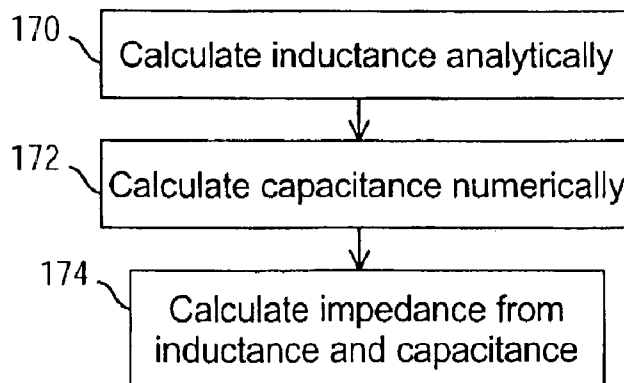 170
Calculate inductance analytically
172
Calculate capacitance numerically
174
Calculate impedance from
inductance and capacitance